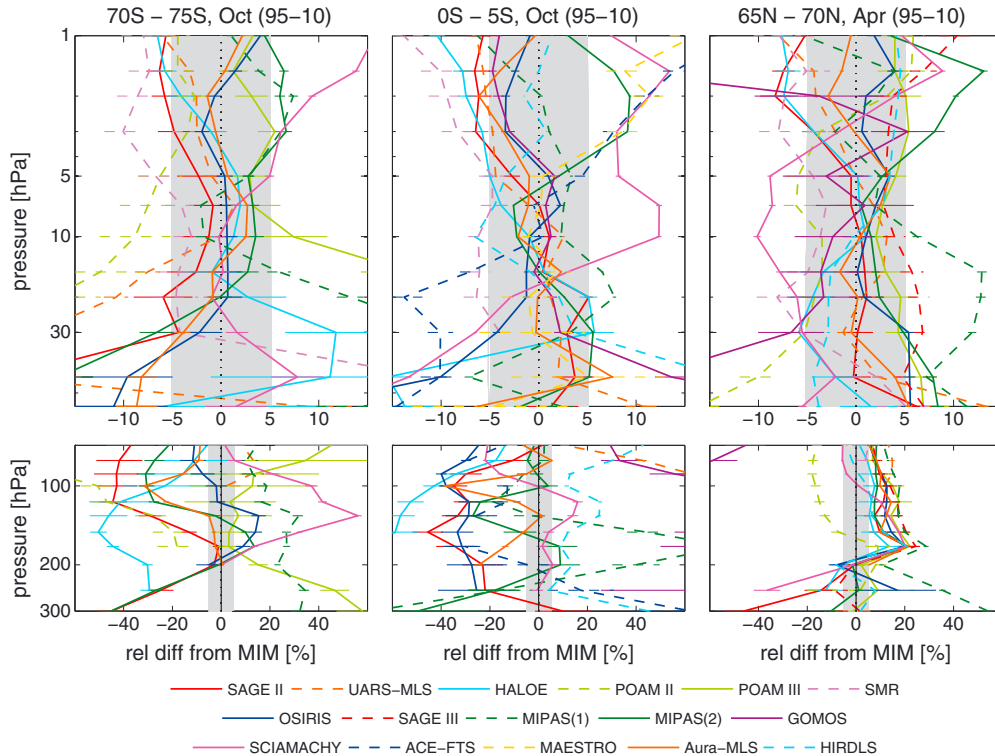 70S − 75S, Oct (95−10)
0S − 5S, Oct (95−10)
65N − 70N, Apr (95−10)
1
5
10
30
pressure [hPa]
−10 −5 0 5 10
−10 −5 0 5 10
−10 −5 0 5 10
100
200
300
pressure [hPa]
−40 −20 0 20 40
−40 −20 0 20 40
−40 −20 0 20 40
rel diff from MIM [%]
rel diff from MIM [%]
rel diff from MIM [%]
SAGE II UARS−MLS HALOE POAM II POAM III SMR
OSIRIS SAGE III MIPAS(1) MIPAS(2) GOMOS
SCIAMACHY ACE−FTS MAESTRO Aura−MLS HIRDLS